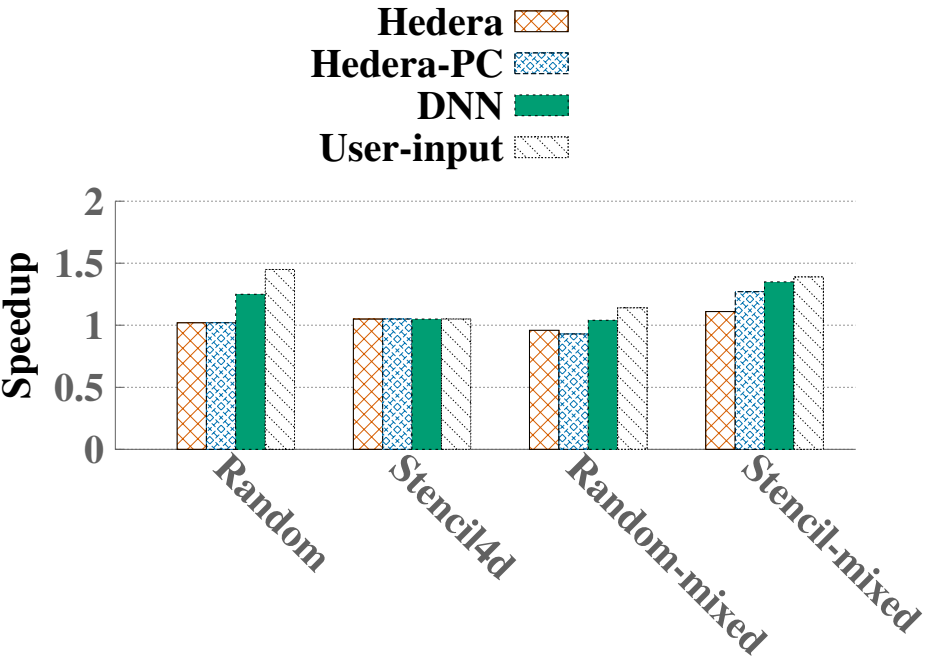 Hedera
Hedera-PC
DNN
User-input
2
1.5
1
0.5
0
Speedup
Random
Stencil4d
Random-mixed
Stencil-mixed